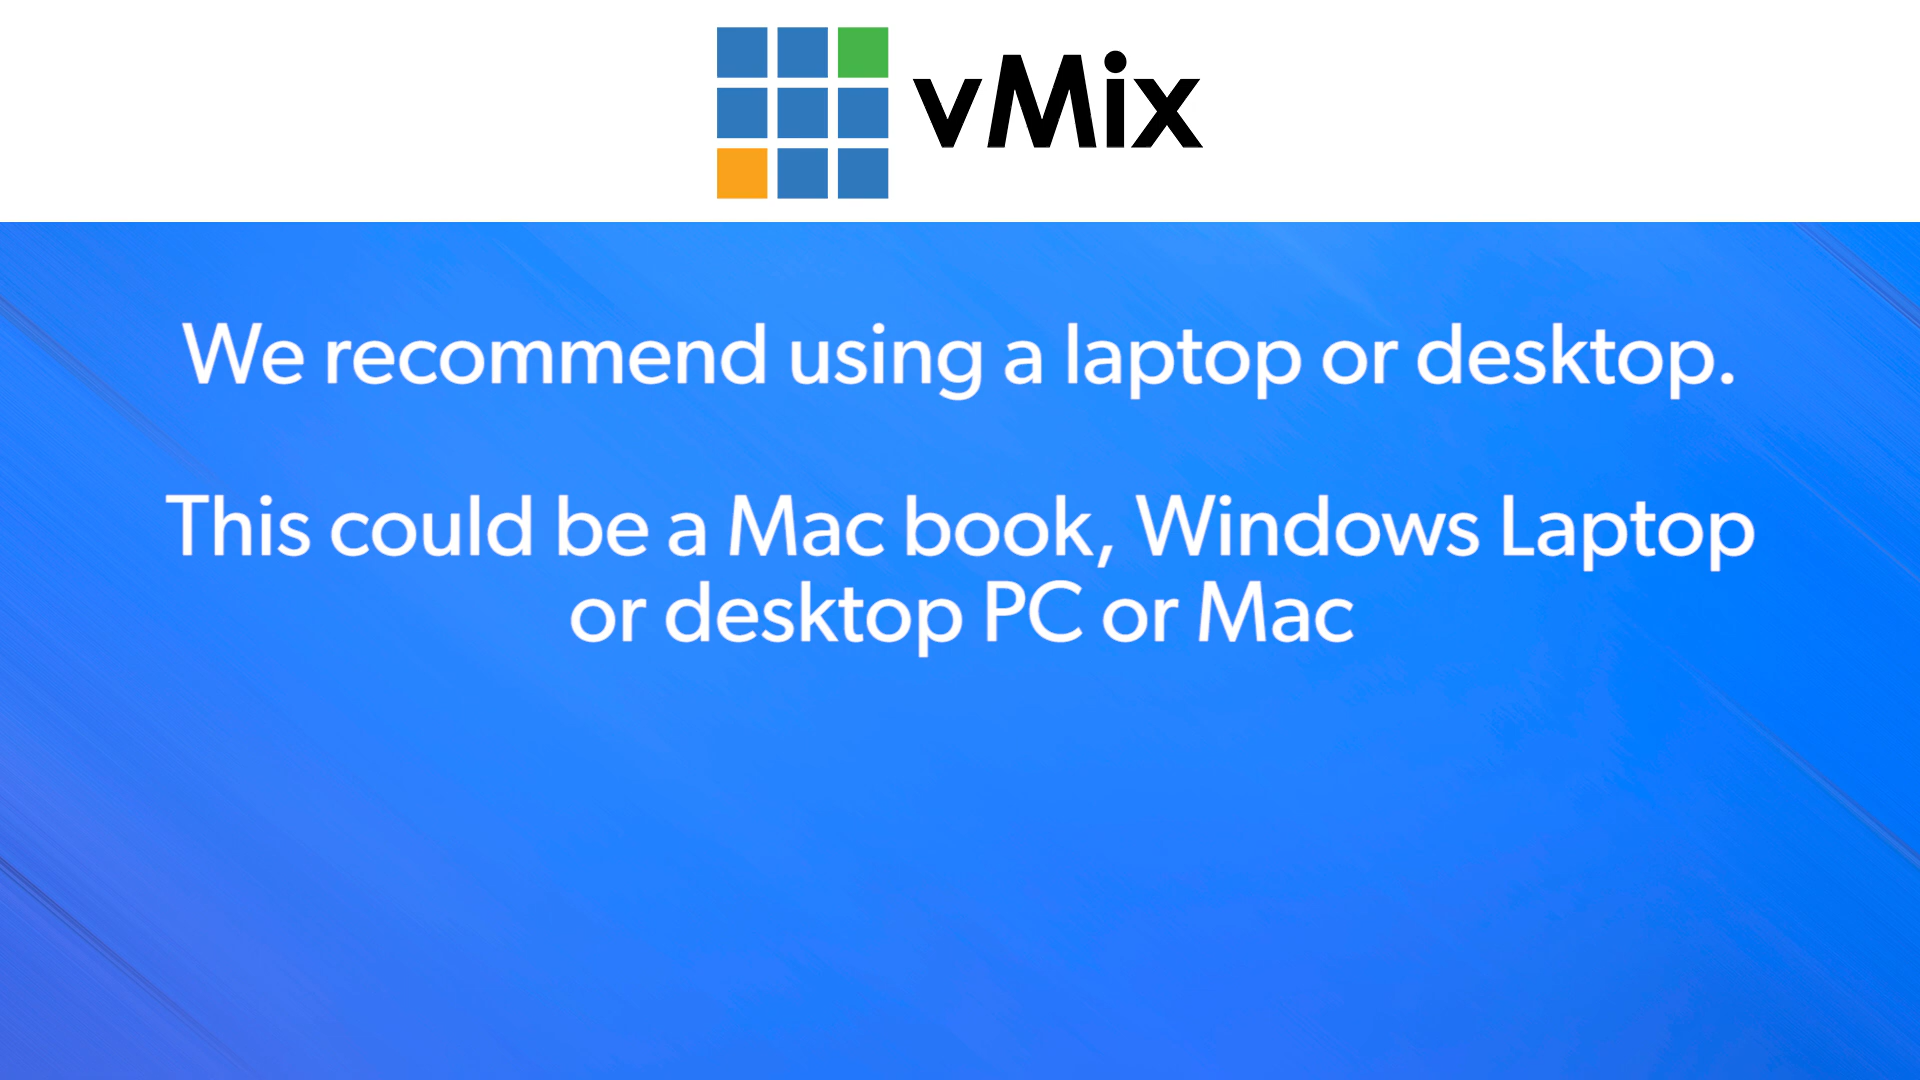 vMix
We recommend using a laptop or desktop.
This could be a Mac book, Windows Laptop
or desktop PC or Mac